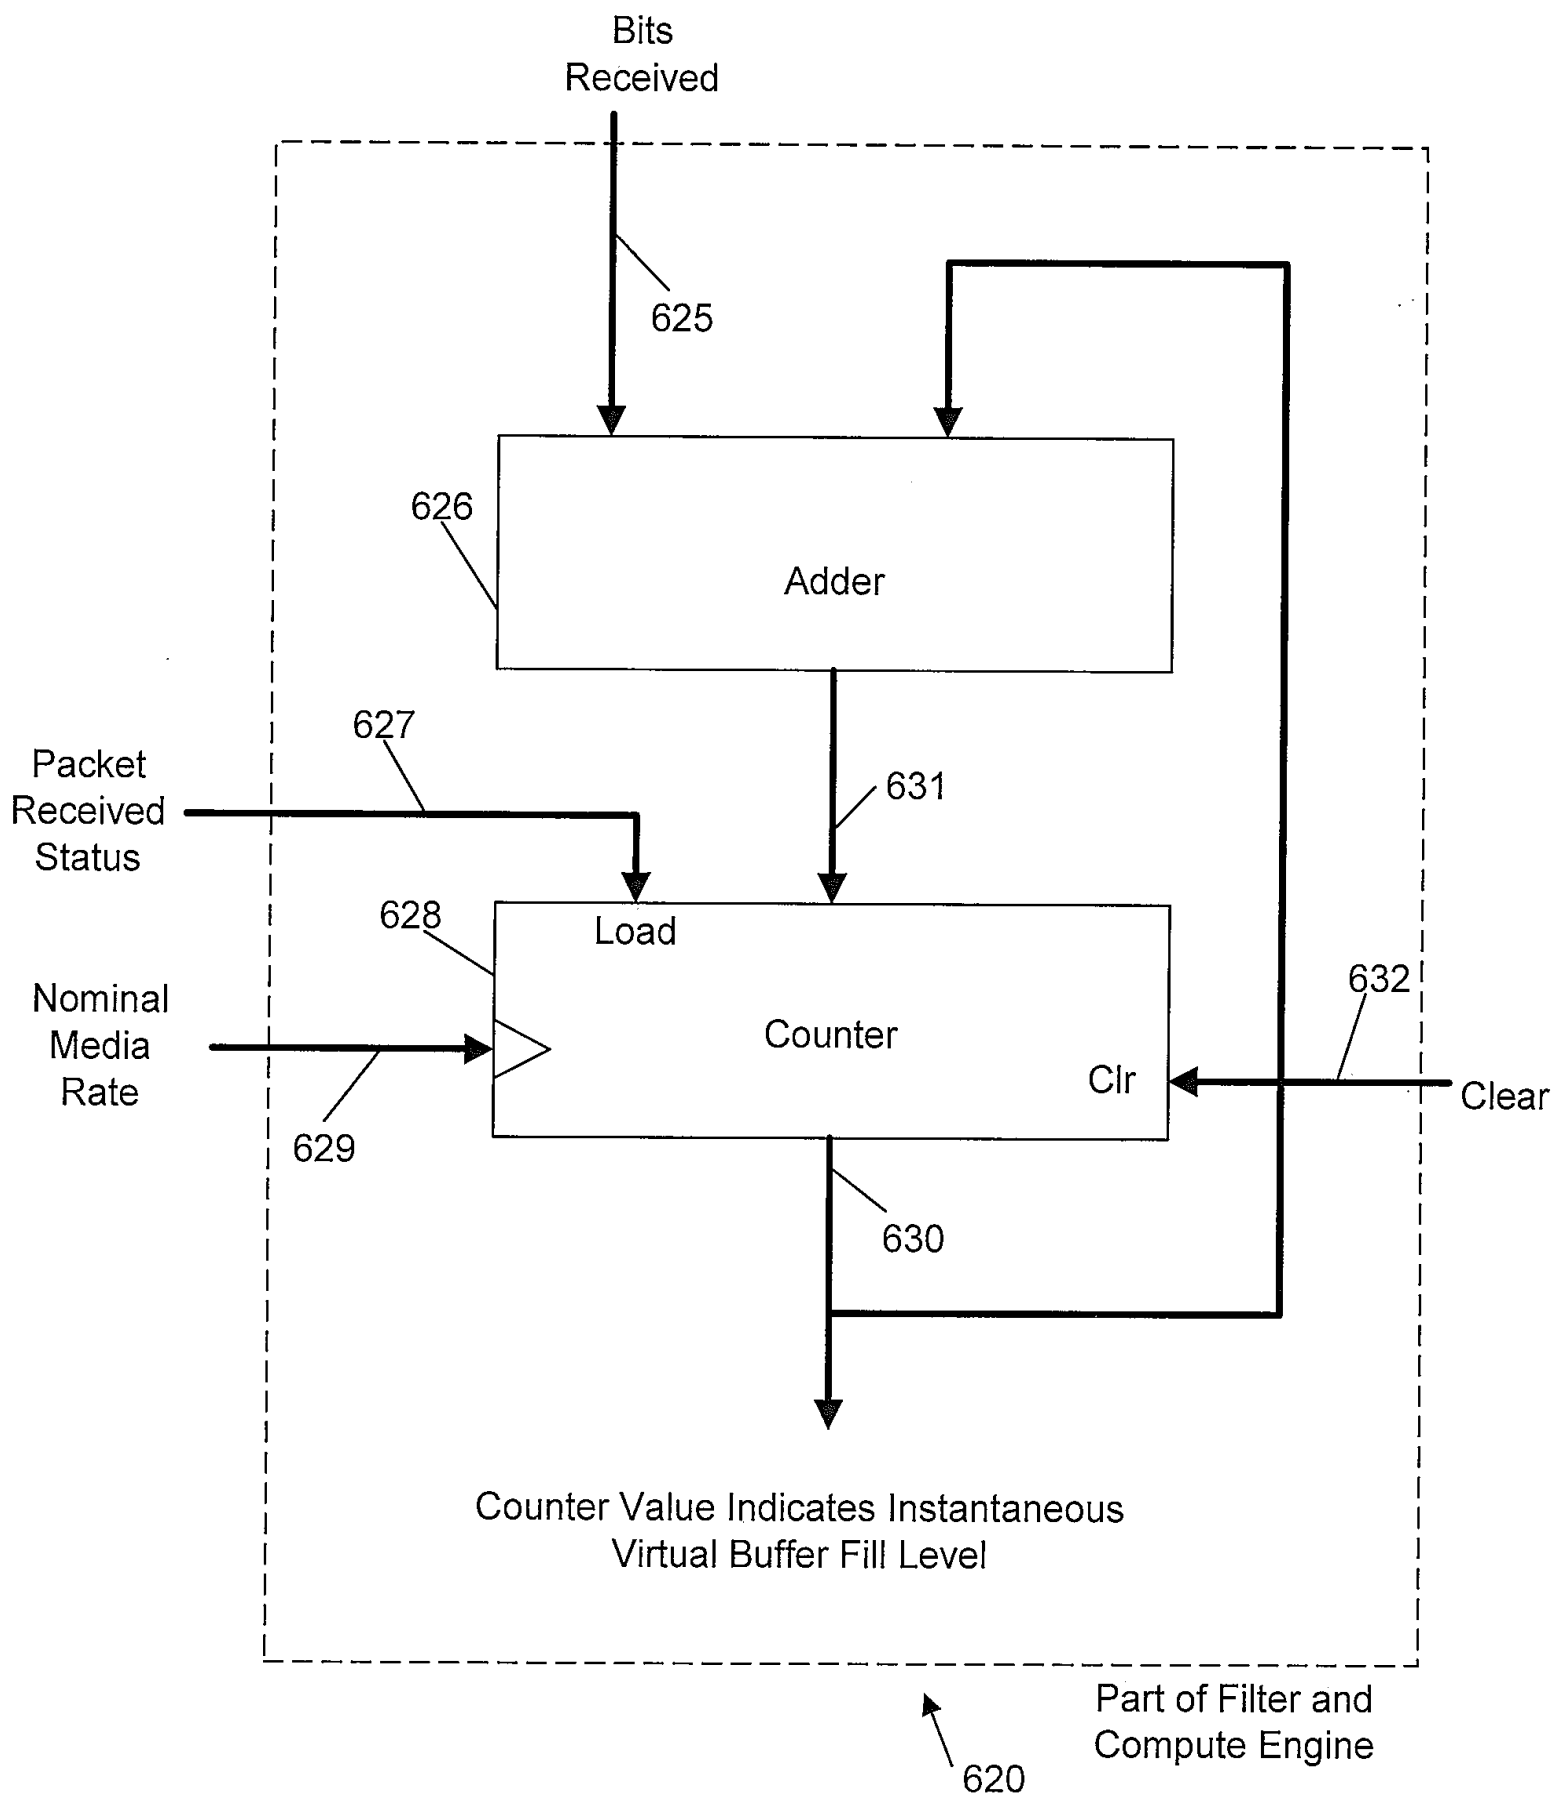 Bits
Received
625
626
Adder
627
Packet
Received
Status
631
628
Load
Nominal
Media
Rate
632
Counter
Clr
Clear
629
630
Counter Value Indicates Instantaneous
Virtual Buffer Fill Level
Part of Filter and
Compute Engine
620